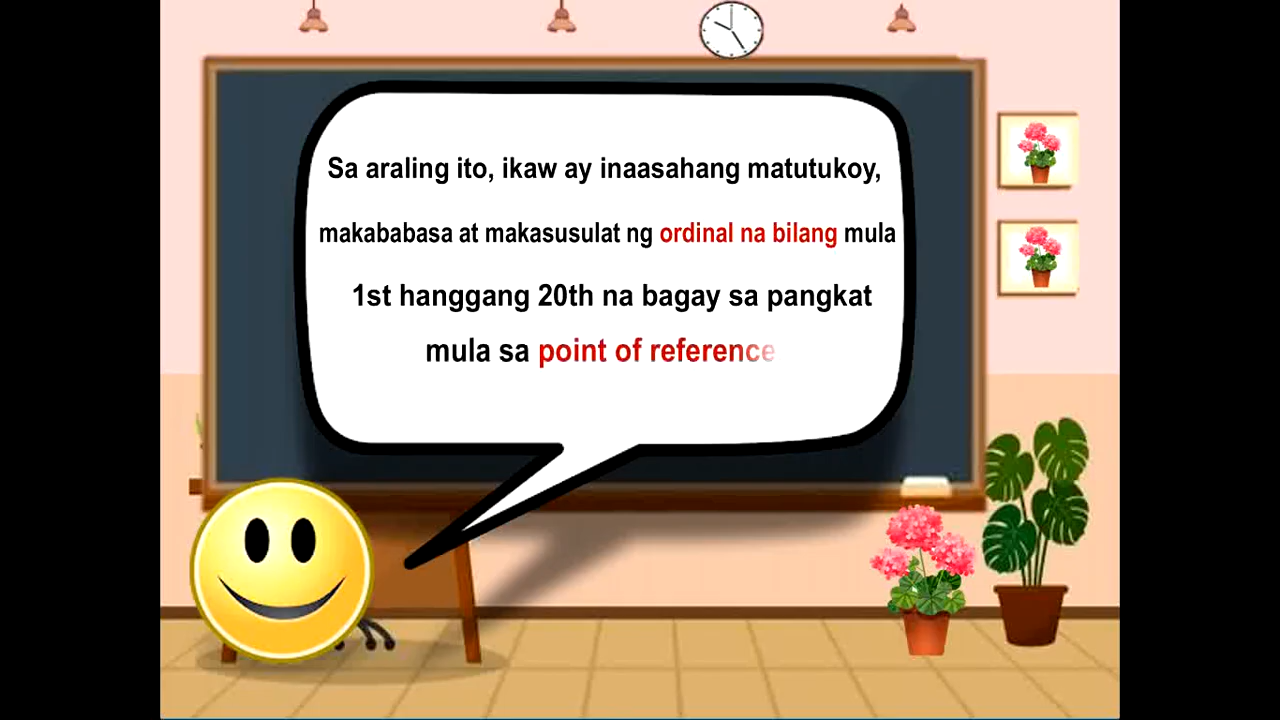 Sa araling ito, ikaw ay inaasahang matutukoy,
makababasa at makasusulat ng ordinal na bilang mula
1st hanggang 20th na bagay sa pangkat
mula sa point of reference